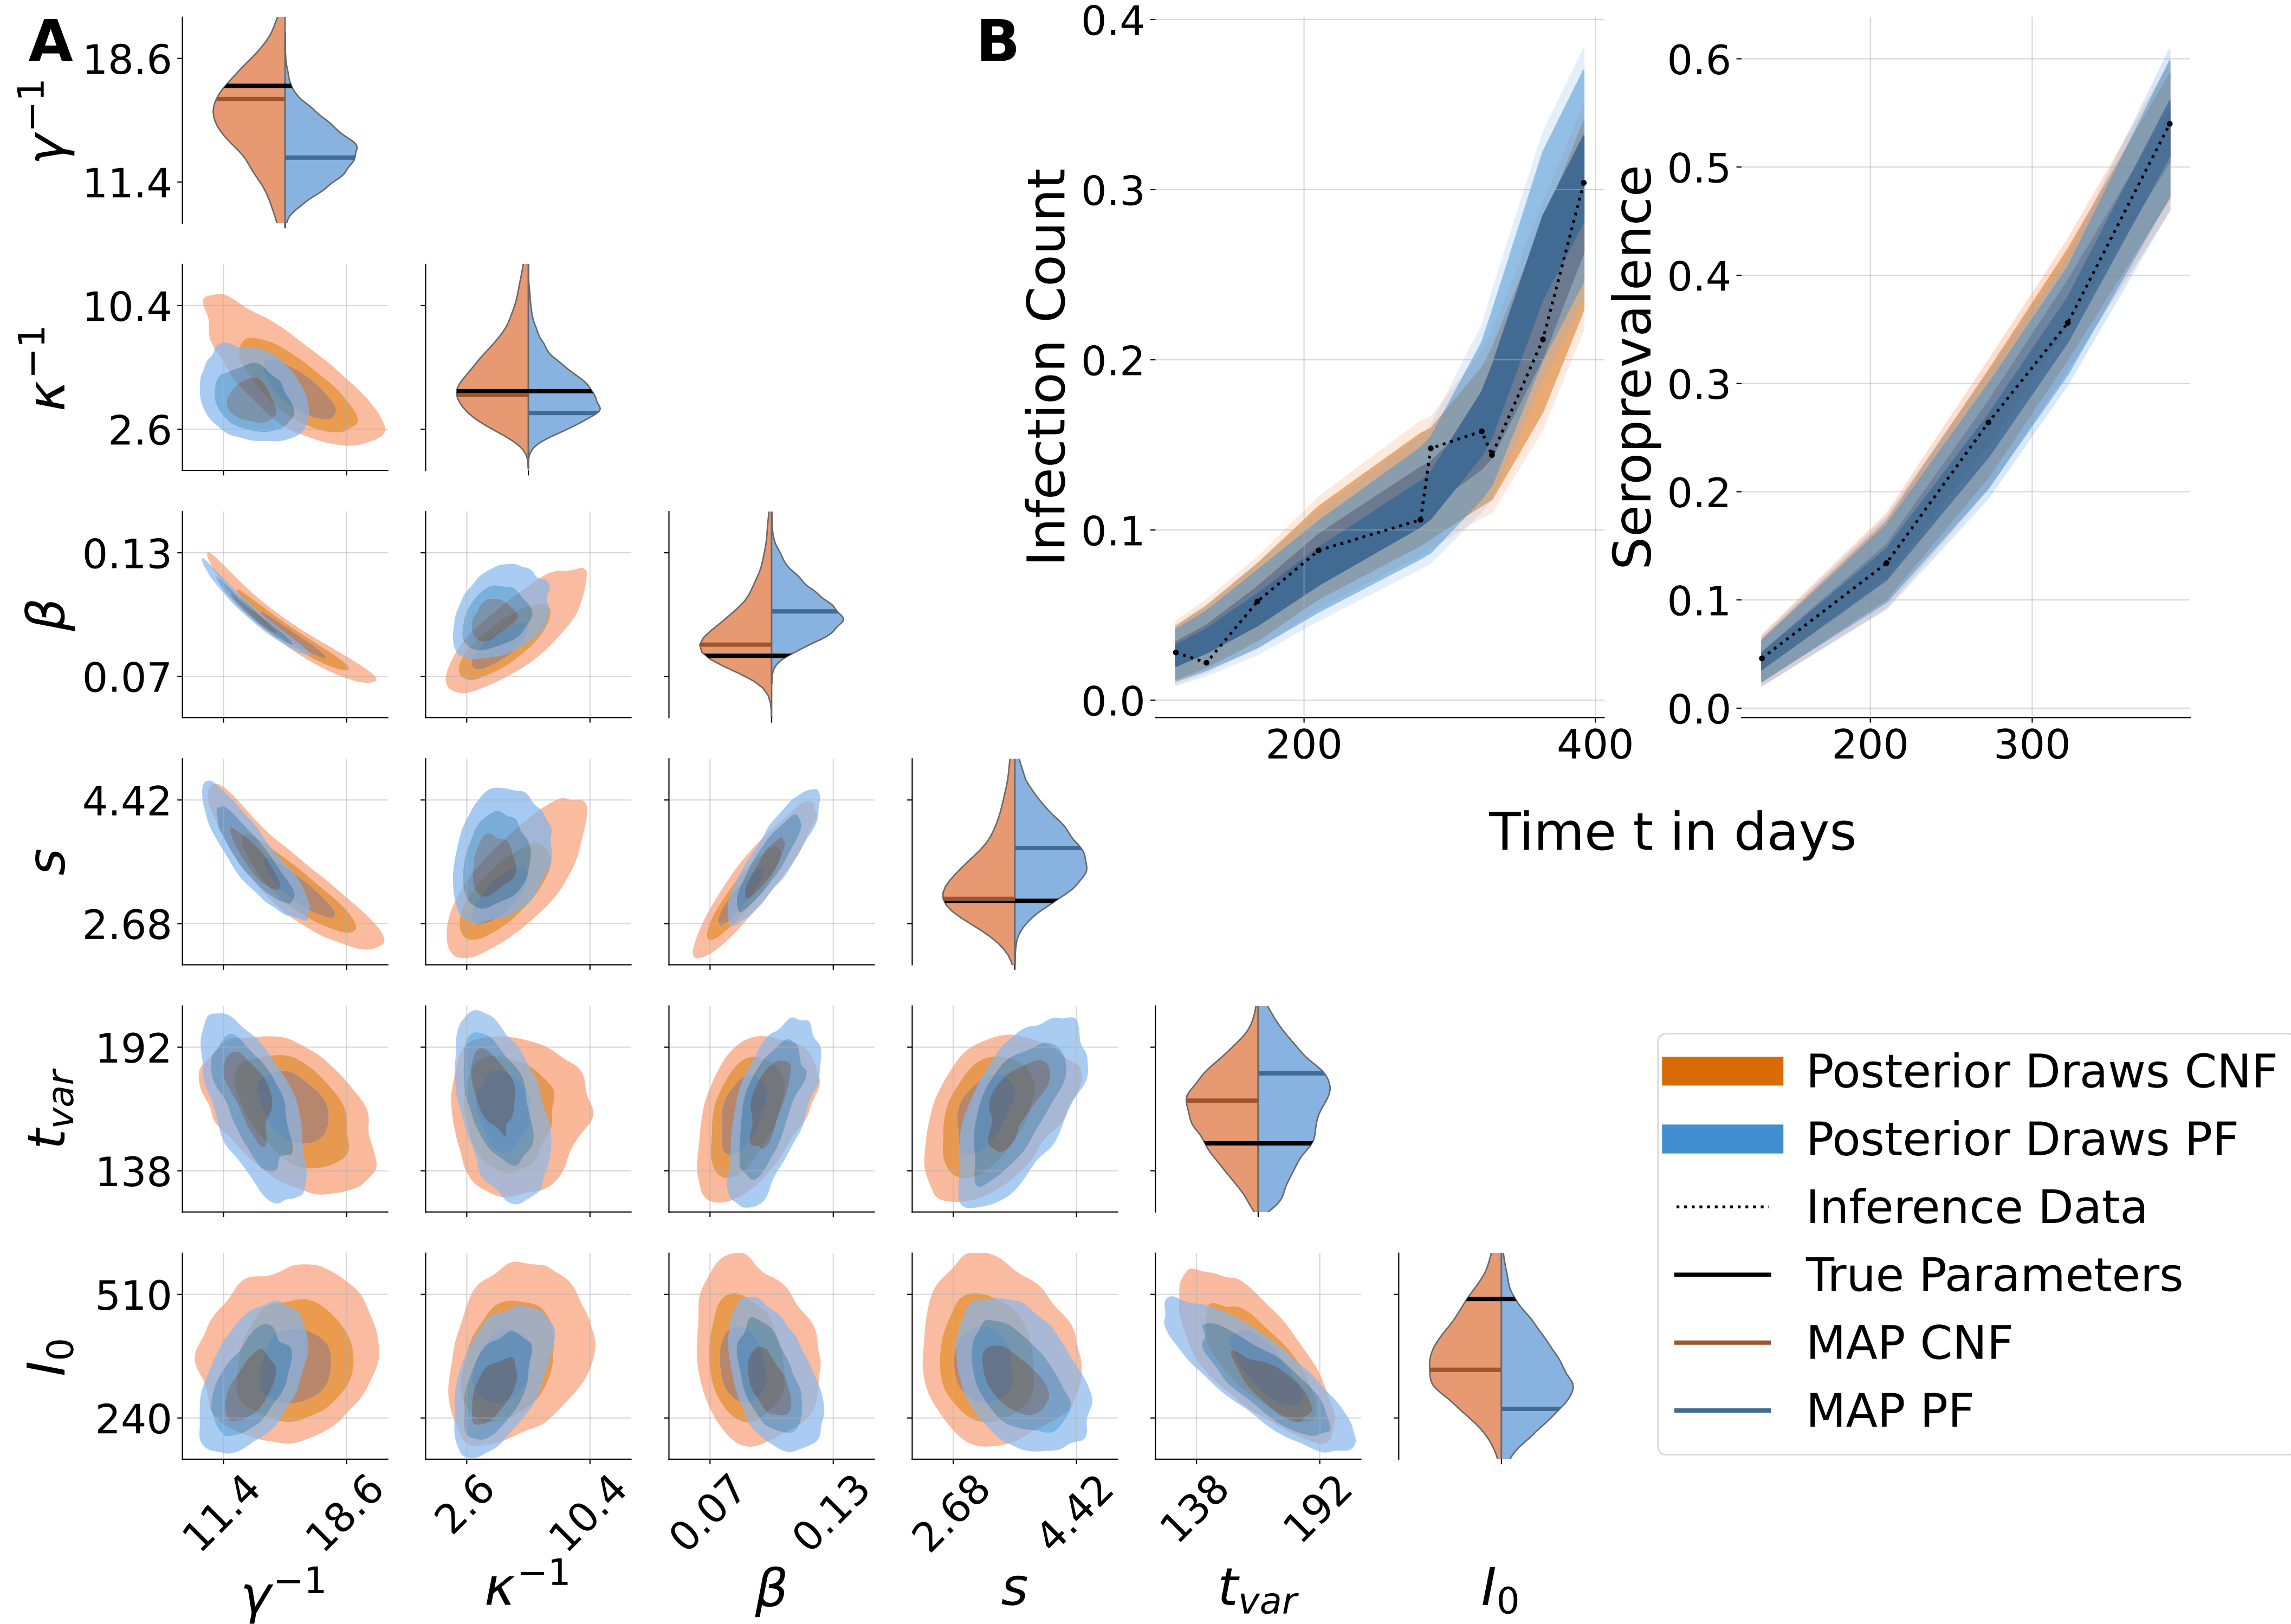 A
γ⁻¹
18.6
11.4
κ⁻¹
10.4
2.6
β
0.13
0.07
s
4.42
2.68
t_var
192
138
I₀
510
240
11.4 18.6 2.6 10.4 0.07 0.13 2.68 4.42 138 192
γ⁻¹ κ⁻¹ β s t_var I₀
B
Infection Count
0.4
0.3
0.2
0.1
0.0
200 400
Seroprevalence
0.6
0.5
0.4
0.3
0.2
0.1
0.0
200 300
Time t in days
Posterior Draws CNF
Posterior Draws PF
Inference Data
True Parameters
MAP CNF
MAP PF